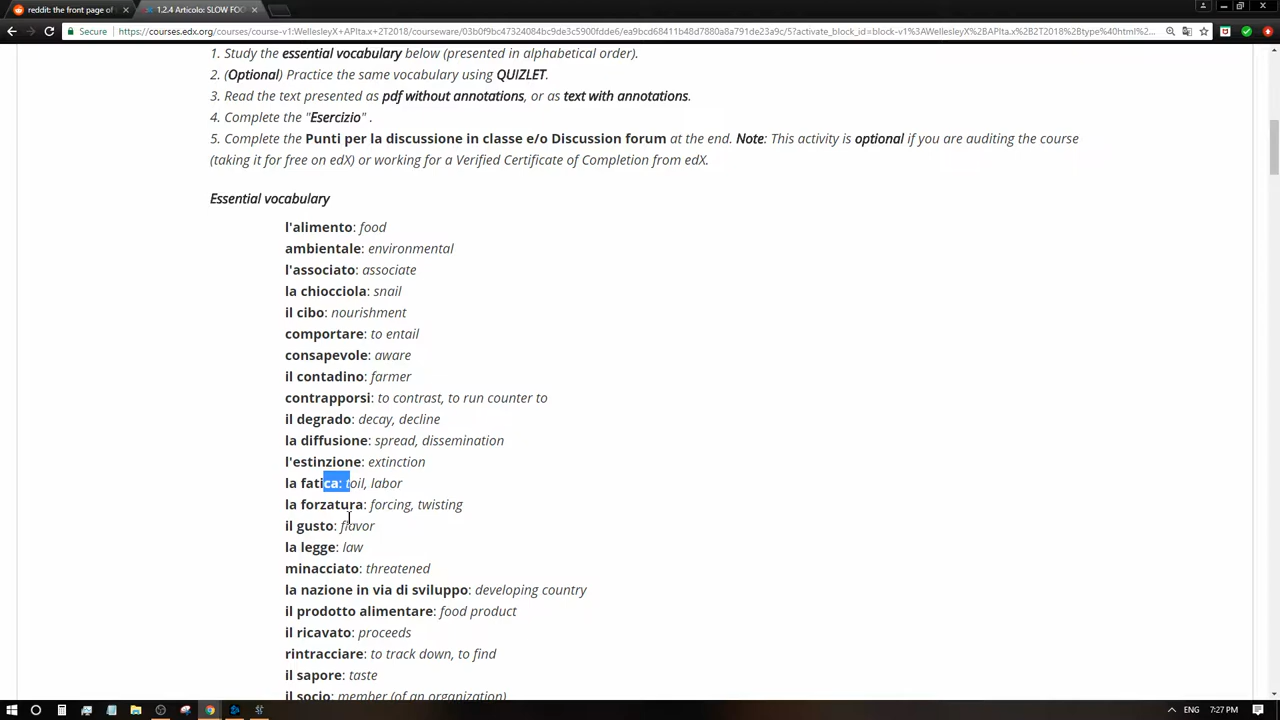 reddit: the front page of
1.2.4 Articolo: SLOW FOO
Secure
https://courses.edx.org/courses/course-v1:WellesleyX+APIta.x+2T2018/courseware/03b0f9bc47324084bc9de3c5900fdde6/ea9bcd68411b48d7880a8a791de23a9c/5?activate_block_id=block-v1%3AWellesleyX%2BAPIta.x%2B2T2018%2Btype%40html%2...
1. Study the essential vocabulary below (presented in alphabetical order).
2. (Optional) Practice the same vocabulary using QUIZLET.
3. Read the text presented as pdf without annotations, or as text with annotations.
4. Complete the "Esercizio" .
5. Complete the Punti per la discussione in classe e/o Discussion forum at the end. Note: This activity is optional if you are auditing the course
(taking it for free on edX) or working for a Verified Certificate of Completion from edX.
Essential vocabulary
l'alimento: food
ambientale: environmental
l'associato: associate
la chiocciola: snail
il cibo: nourishment
comportare: to entail
consapevole: aware
il contadino: farmer
contrapporsi: to contrast, to run counter to
il degrado: decay, decline
la diffusione: spread, dissemination
l'estinzione: extinction
la fatica: toil, labor
la forzatura: forcing, twisting
il gusto: flavor
la legge: law
minacciato: threatened
la nazione in via di sviluppo: developing country
il prodotto alimentare: food product
il ricavato: proceeds
rintracciare: to track down, to find
il sapore: taste
il socio: member (of an organization)
7:27 PM